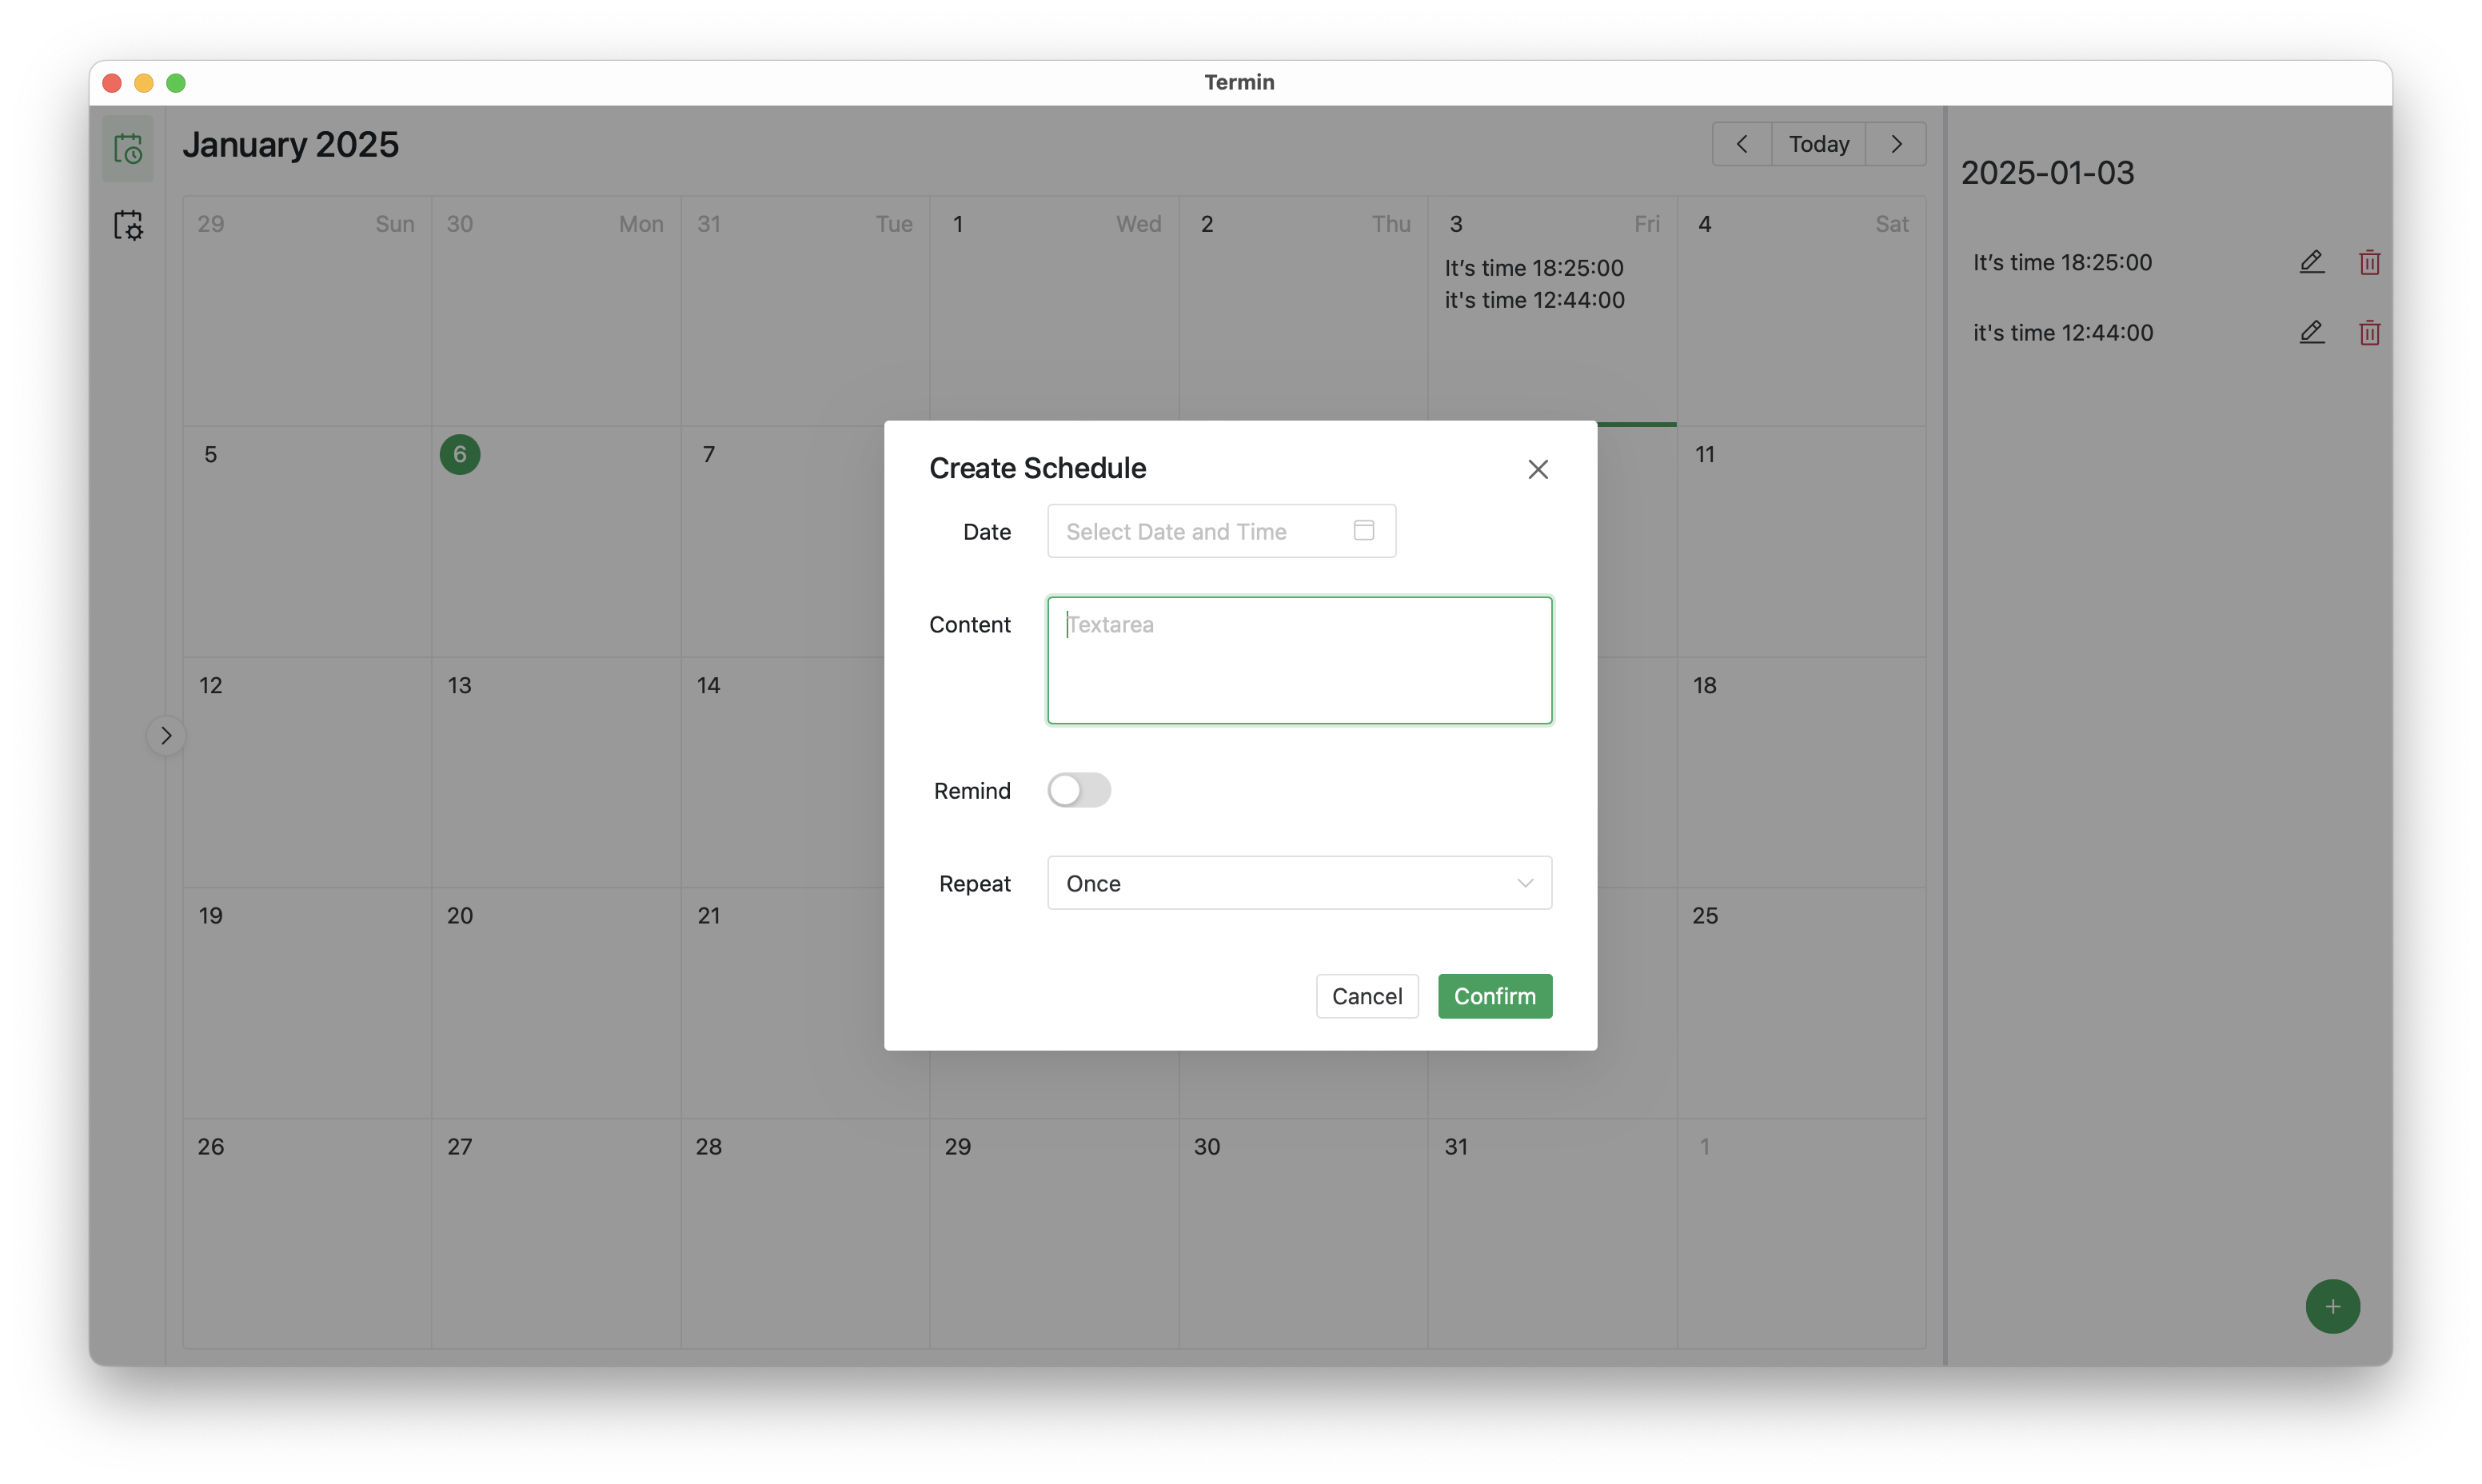 Termin
January 2025
Today
29 Sun 30 Mon 31 Tue 1 Wed 2 Thu 3 Fri 4 Sat
It’s time 18:25:00
it's time 12:44:00
5 6 7 11
12 13 14 18
19 20 21 25
26 27 28 29 30 31 1
2025-01-03
It’s time 18:25:00
it's time 12:44:00
Create Schedule
Date Select Date and Time
Content Textarea
Remind
Repeat Once
Cancel Confirm